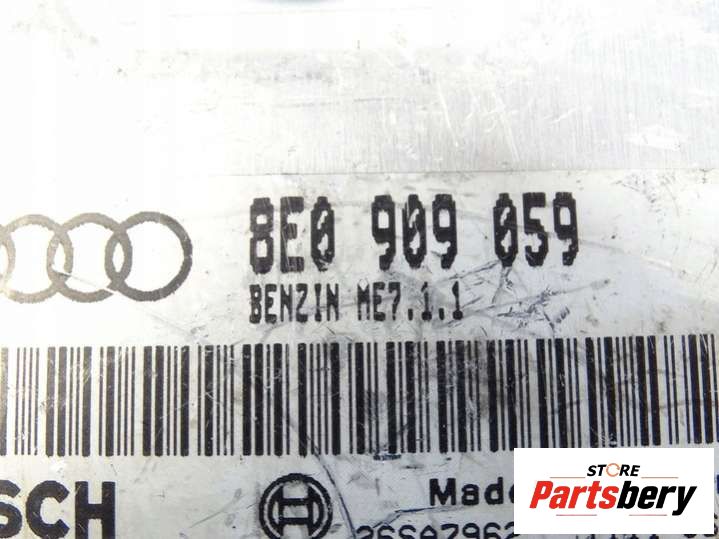 8E0 909 059
BENZIN ME7.1.1
SCH
Made
STORE
Partsbery